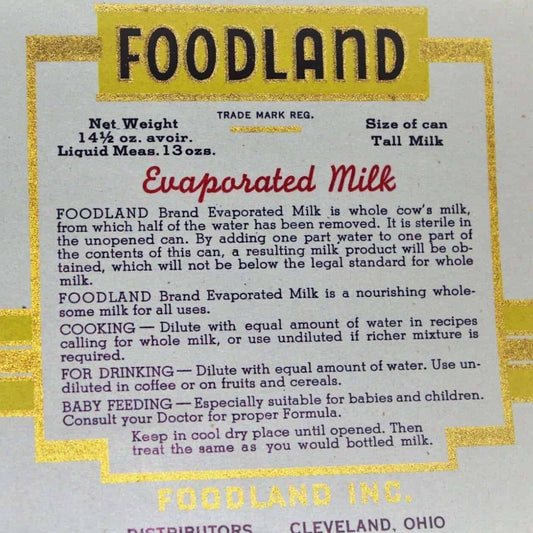 FOODLAND
TRADE MARK REG.
Net Weight
14½ oz. avoir.
Liquid Meas. 13 ozs.
Size of can
Tall Milk
Evaporated Milk
FOODLAND Brand Evaporated Milk is whole cow's milk,
from which half of the water has been removed. It is sterile in
the unopened can. By adding one part water to one part of
the contents of this can, a resulting milk product will be ob-
tained, which will not be below the legal standard for whole
milk.
FOODLAND Brand Evaporated Milk is a nourishing whole-
some milk for all uses.
COOKING — Dilute with equal amount of water in recipes
calling for whole milk, or use undiluted if richer mixture is
required.
FOR DRINKING — Dilute with equal amount of water. Use un-
diluted in coffee or on fruits and cereals.
BABY FEEDING — Especially suitable for babies and children.
Consult your Doctor for proper Formula.
Keep in cool dry place until opened. Then
treat the same as you would bottled milk.
FOODLAND INC.
DISTRIBUTORS CLEVELAND, OHIO